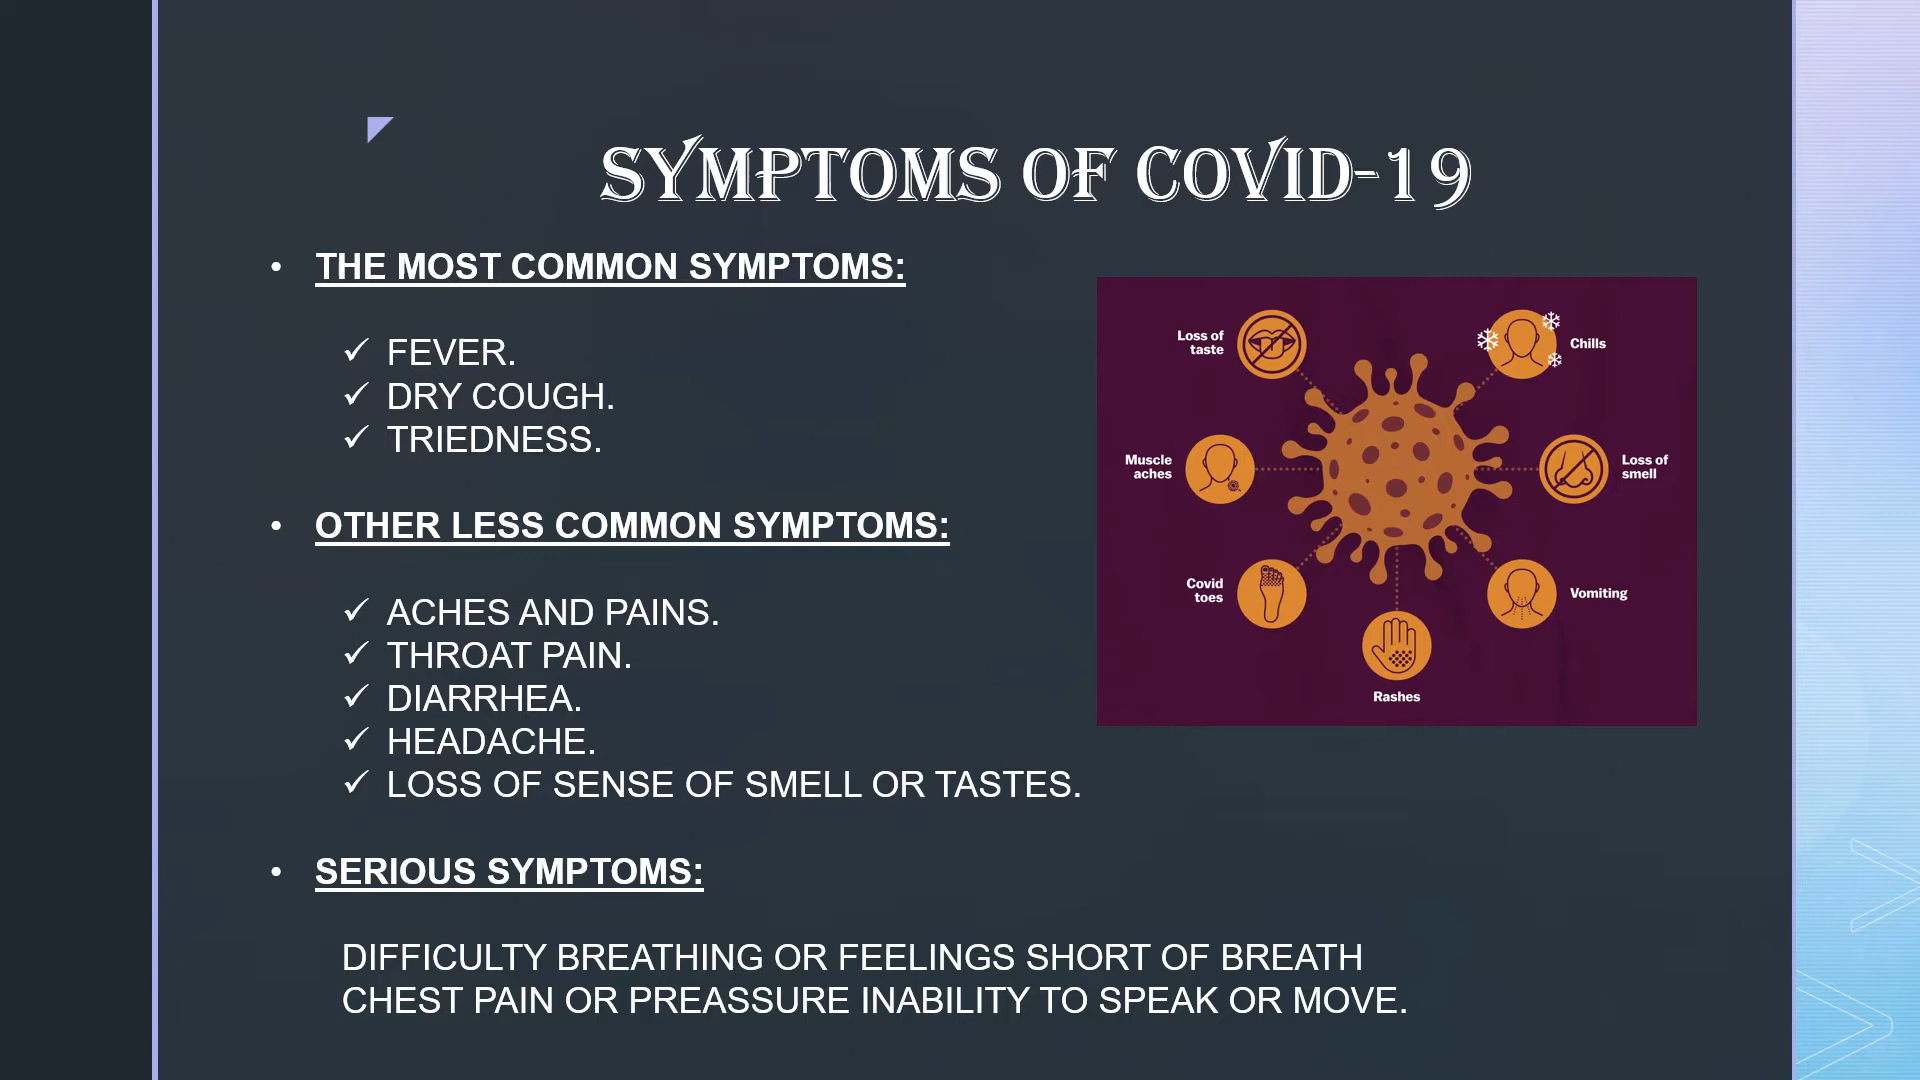 SYMPTOMS OF COVID-19
• THE MOST COMMON SYMPTOMS:
✓ FEVER.
✓ DRY COUGH.
✓ TRIEDNESS.
• OTHER LESS COMMON SYMPTOMS:
✓ ACHES AND PAINS.
✓ THROAT PAIN.
✓ DIARRHEA.
✓ HEADACHE.
✓ LOSS OF SENSE OF SMELL OR TASTES.
• SERIOUS SYMPTOMS:
DIFFICULTY BREATHING OR FEELINGS SHORT OF BREATH
CHEST PAIN OR PREASSURE INABILITY TO SPEAK OR MOVE.
Loss of
taste
Chills
Muscle
aches
Loss of
smell
Covid
toes
Vomiting
Rashes